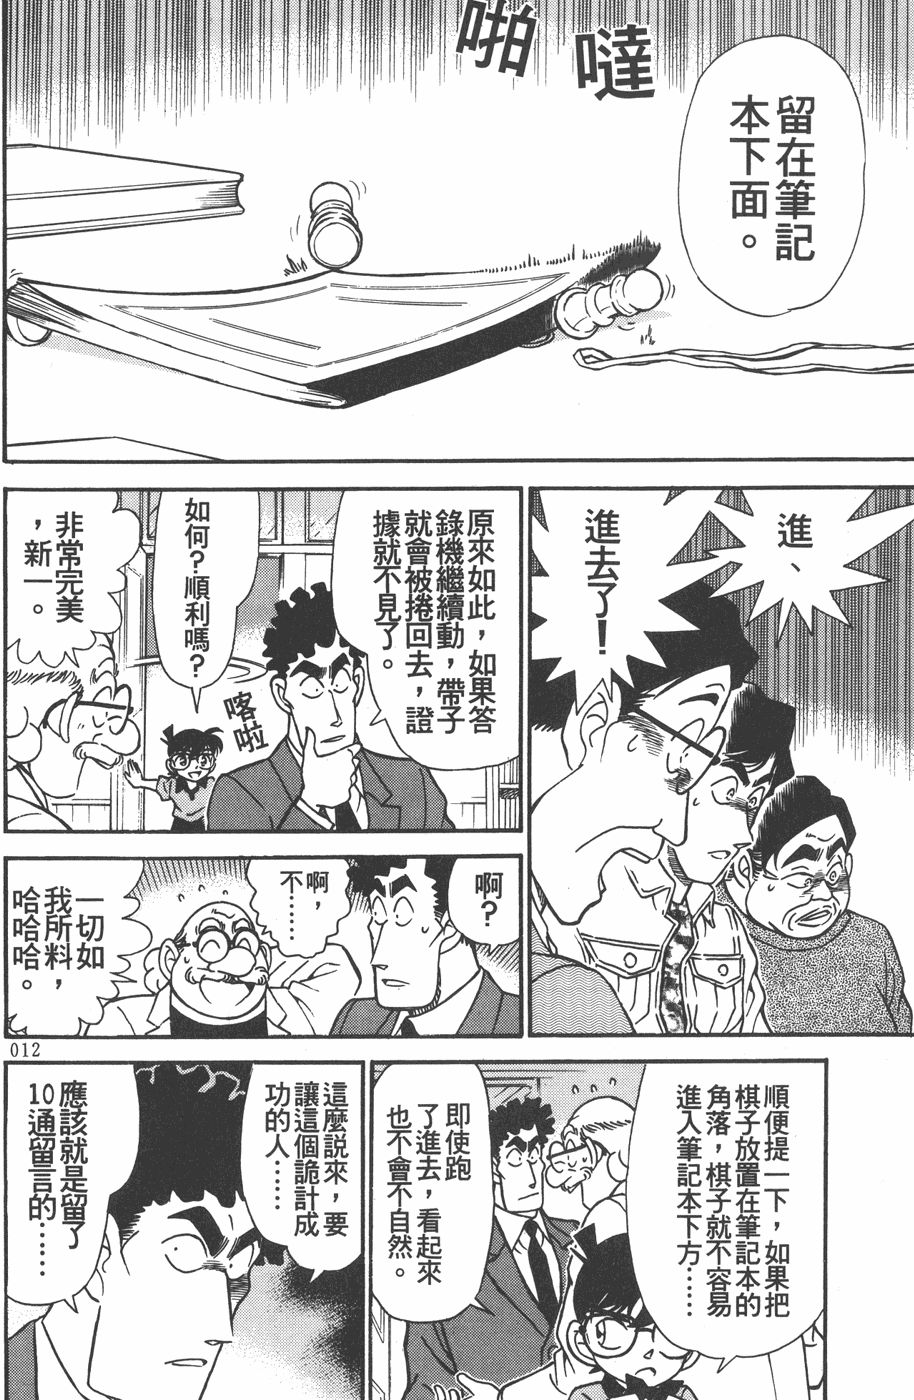 留在筆記
本下面。
啪噠
進、
進去了！
原來如此，如果答
錄機繼續動，帶子
就會被捲回去，證
據就不見了。
如何？順利嗎？
喀啦
非常完美
，新一。
啊？
啊，
不……
一切如
我所料，
哈哈哈。
012
順便提一下，如果把
棋子放置在筆記本的
角落，棋子就不容易
進入筆記本下方……
即使跑
了進去，看起來
也不會不自然。
這麼說來，要
讓這個詭計成
功的人……
應該就是留了
10通留言的……